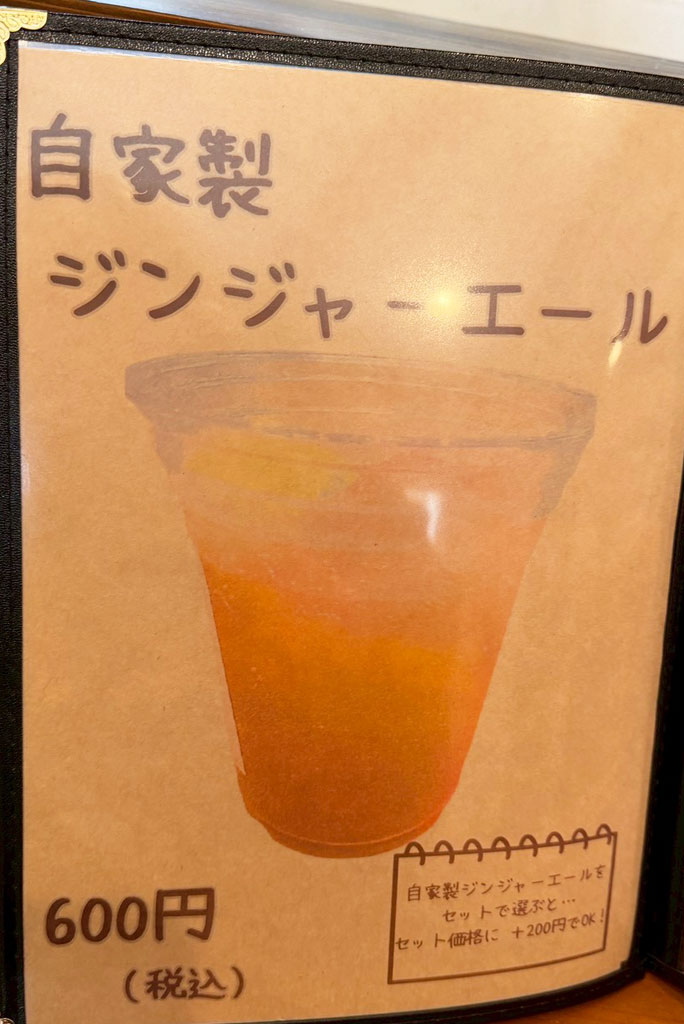 自家製
ジンジャーエール
600円
(税込)
自家製ジンジャーエールを
セットで選ぶと…
セット価格に +200円でOK!